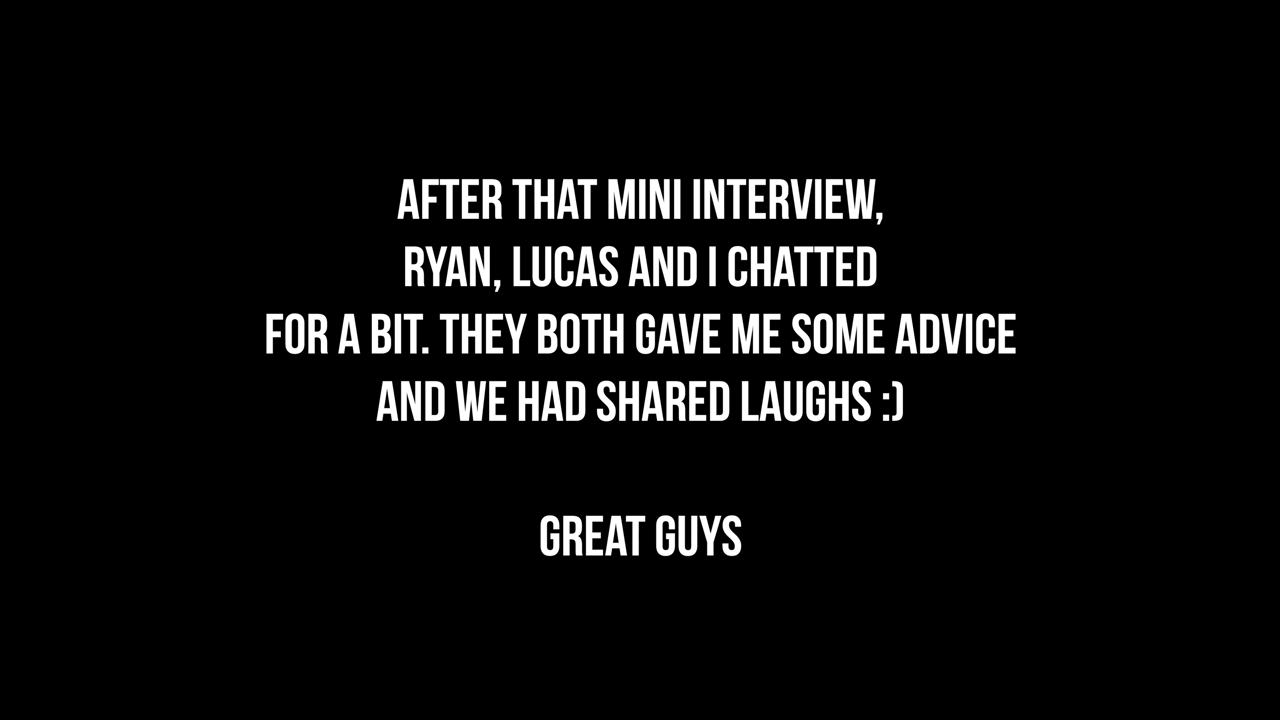 AFTER THAT MINI INTERVIEW,
RYAN, LUCAS AND I CHATTED
FOR A BIT. THEY BOTH GAVE ME SOME ADVICE
AND WE HAD SHARED LAUGHS :)
GREAT GUYS